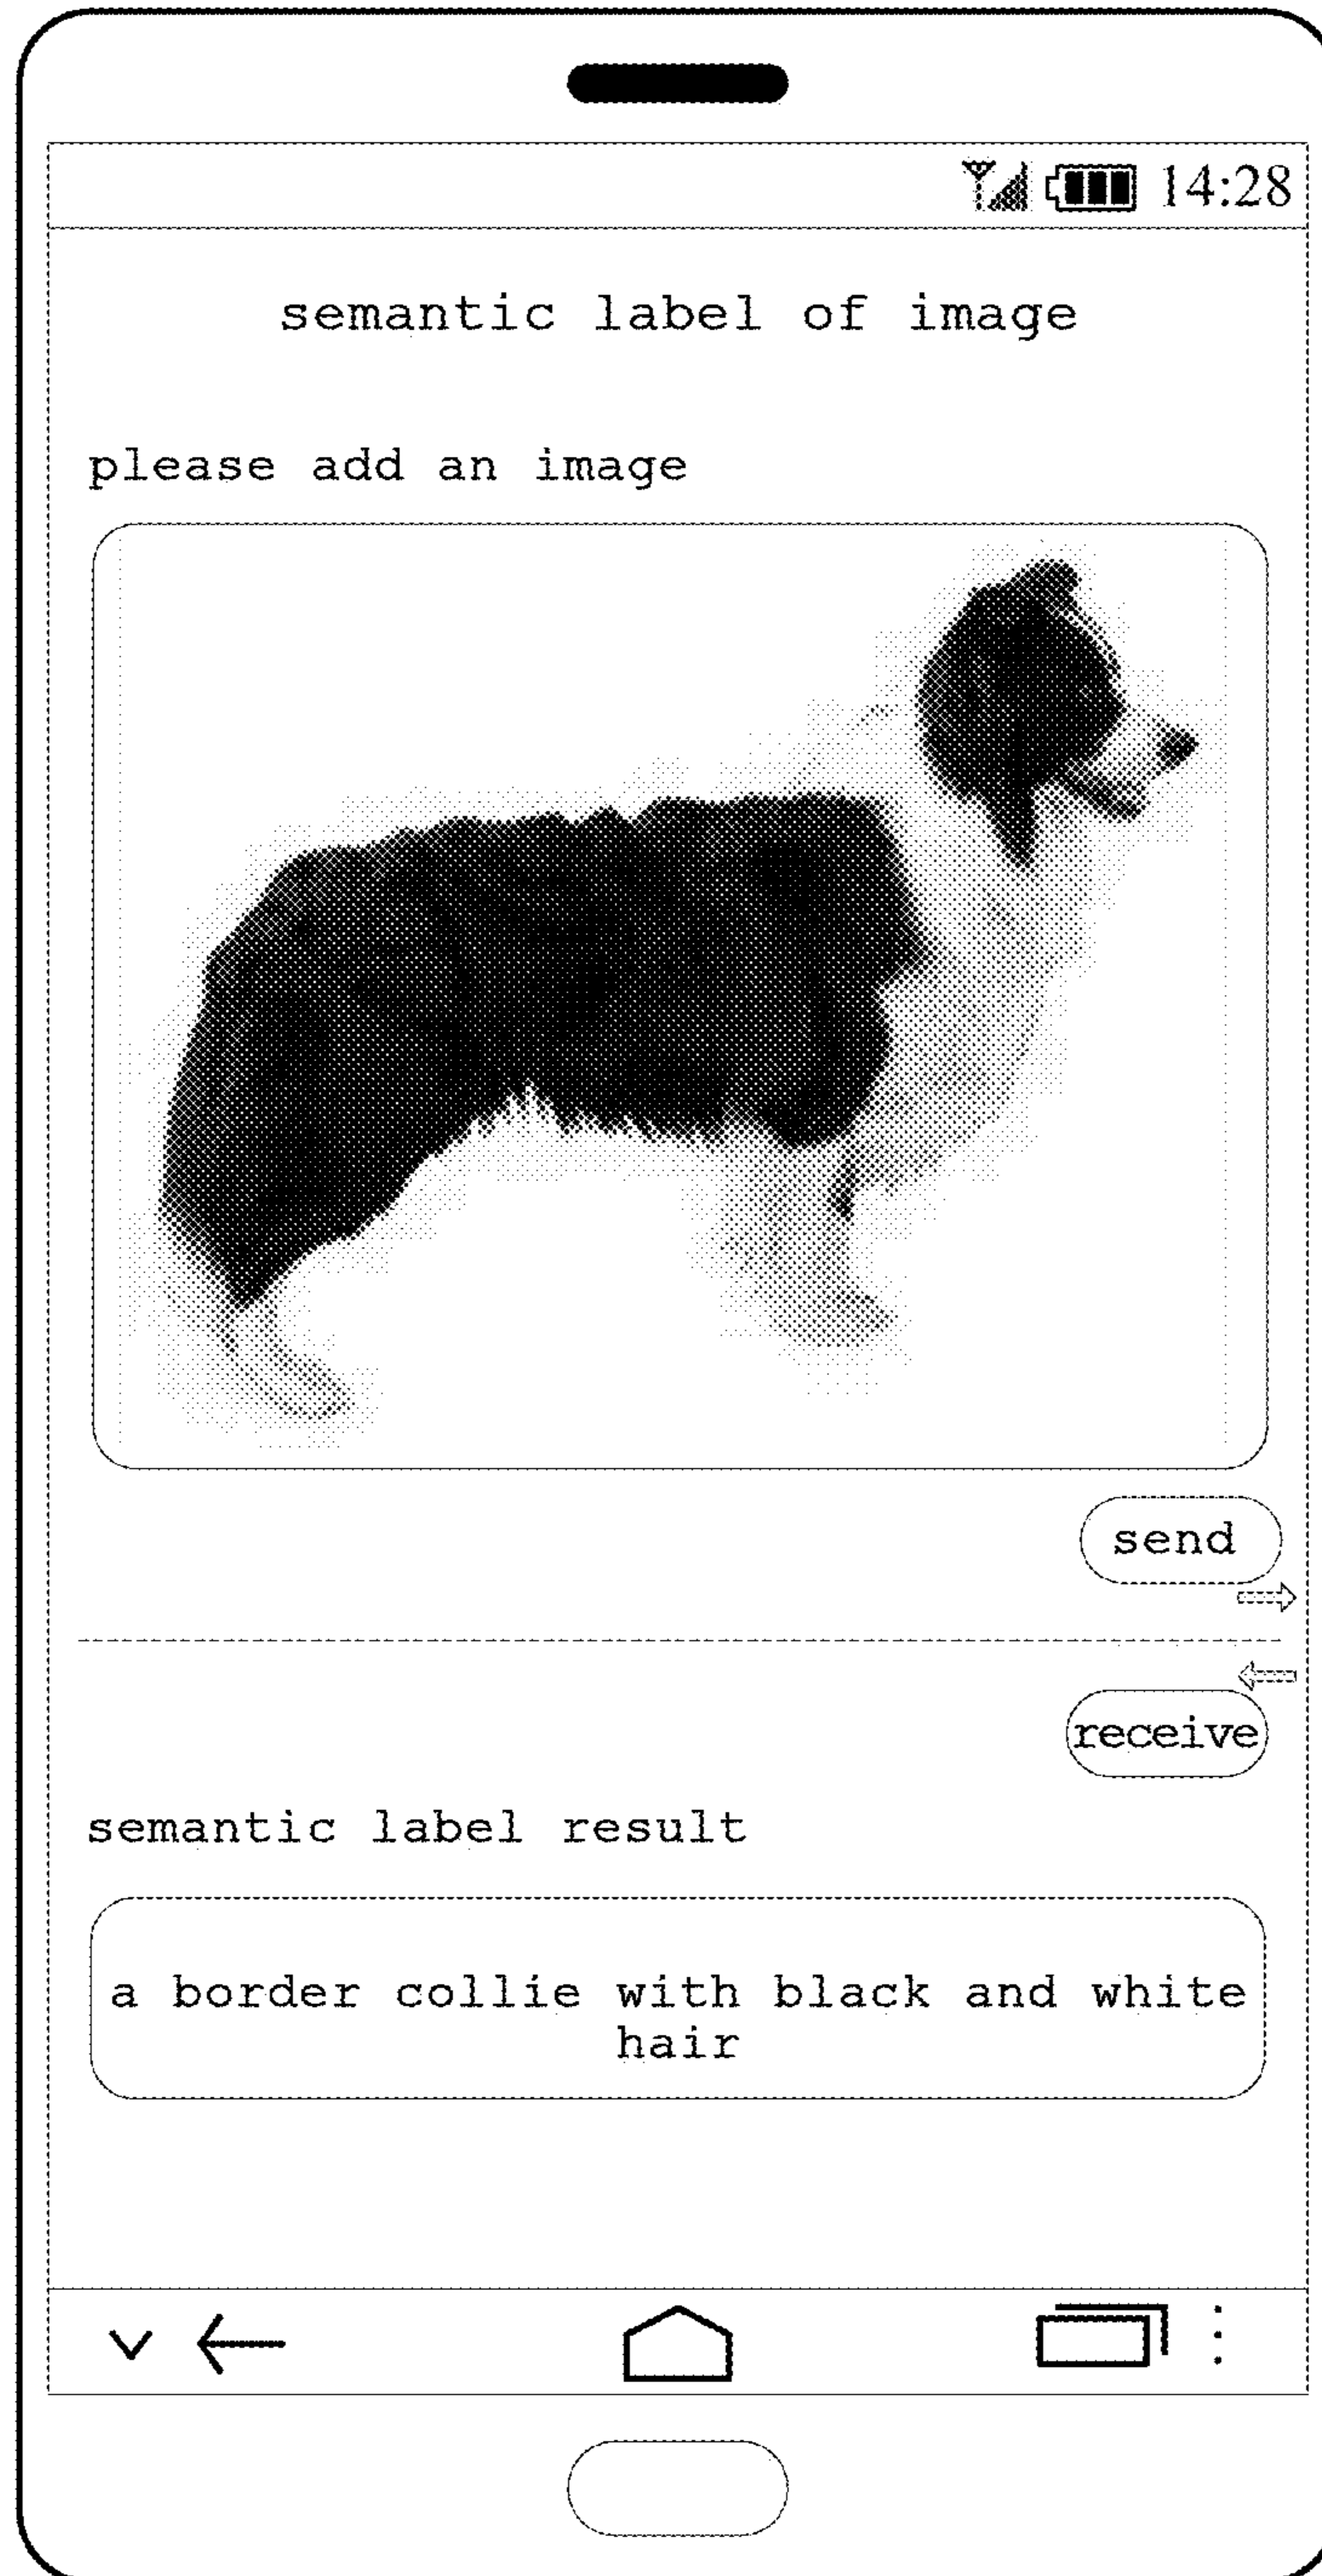 14:28
semantic label of image
please add an image
send
receive
semantic label result
a border collie with black and white
hair